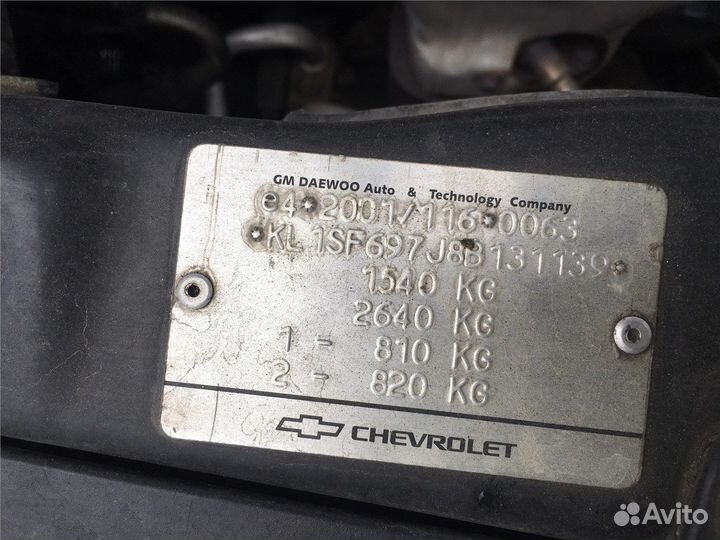 GM DAEWOO Auto & Technology Company
e4*2001/116*0063
*KL1SF697J8B131139*
1540 KG
2640 KG
1 - 810 KG
2 - 820 KG
CHEVROLET
Avito